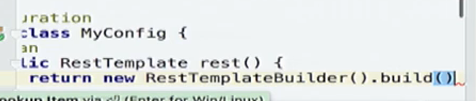 uration
class MyConfig {
an
lic RestTemplate rest() {
return new RestTemplateBuilder().build()
ookup Item via ⏎ (Enter for Win/Linux)